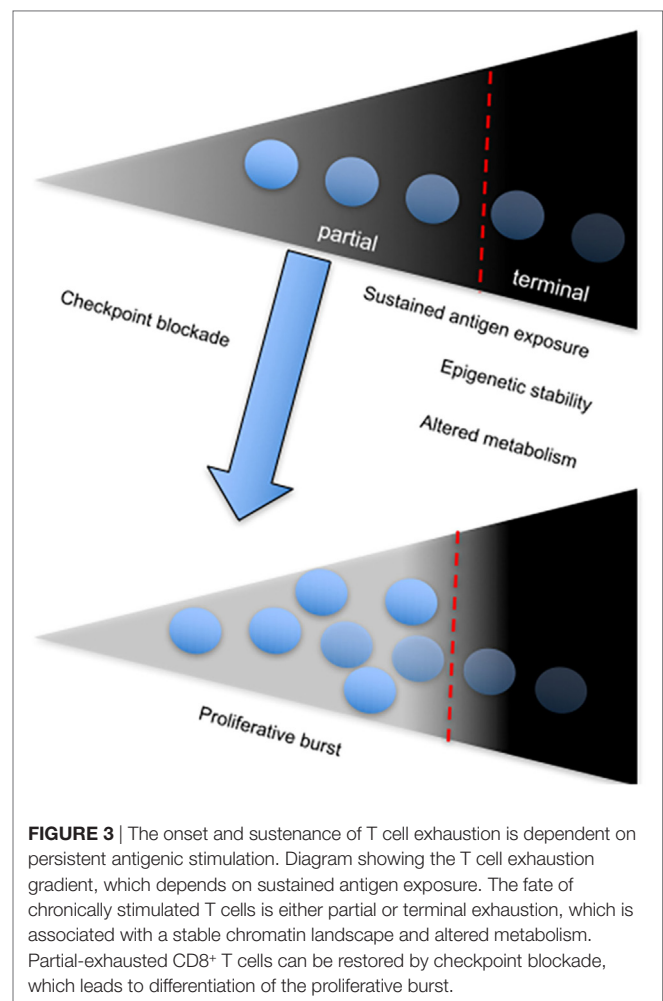 partial
terminal
Checkpoint blockade
Sustained antigen exposure
Epigenetic stability
Altered metabolism
Proliferative burst
FIGURE 3 | The onset and sustenance of T cell exhaustion is dependent on
persistent antigenic stimulation. Diagram showing the T cell exhaustion
gradient, which depends on sustained antigen exposure. The fate of
chronically stimulated T cells is either partial or terminal exhaustion, which is
associated with a stable chromatin landscape and altered metabolism.
Partial-exhausted CD8⁺ T cells can be restored by checkpoint blockade,
which leads to differentiation of the proliferative burst.